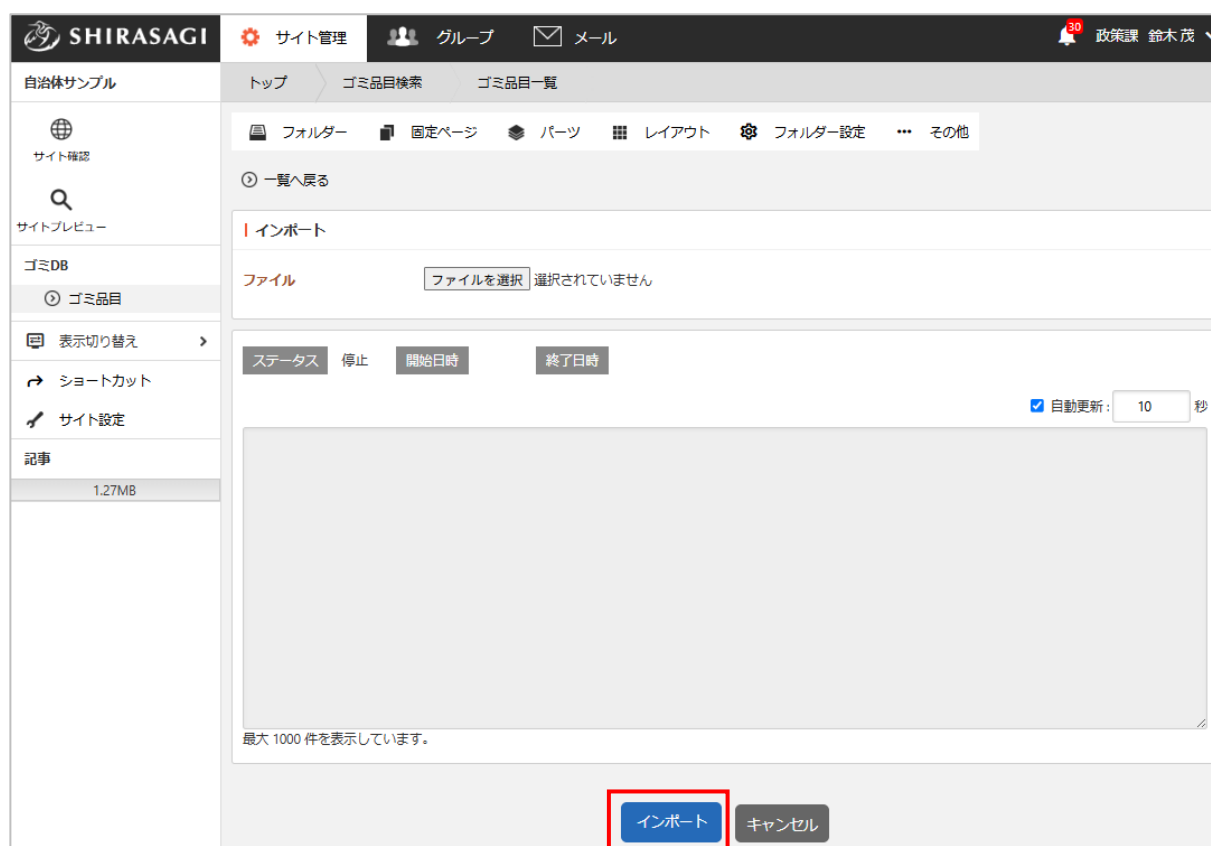 SHIRASAGI サイト管理 グループ メール 30 政策課 鈴木 茂
自治体サンプル トップ ゴミ品目検索 ゴミ品目一覧
フォルダー 固定ページ パーツ レイアウト フォルダー設定 … その他
サイト確認
一覧へ戻る
サイトプレビュー
インポート
ゴミDB
ファイル ファイルを選択 選択されていません
ゴミ品目
表示切り替え
ステータス 停止 開始日時 終了日時
ショートカット
自動更新: 10 秒
サイト設定
記事
1.27MB
最大 1000 件を表示しています。
インポート キャンセル